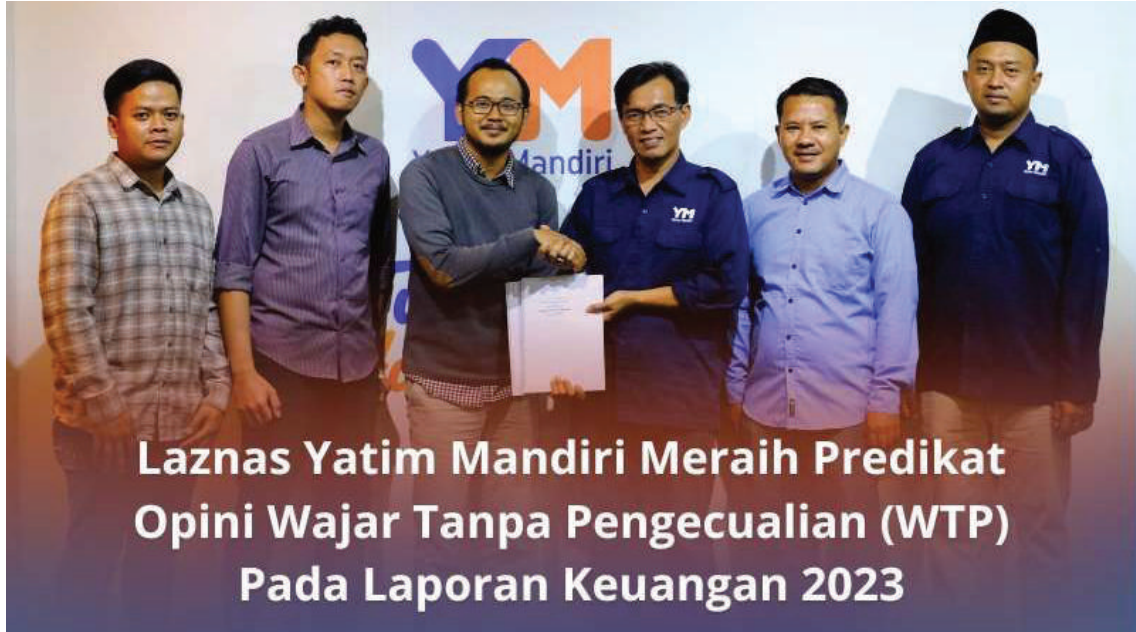 YM
Mandiri
YM
YM
Laznas Yatim Mandiri Meraih Predikat
Opini Wajar Tanpa Pengecualian (WTP)
Pada Laporan Keuangan 2023